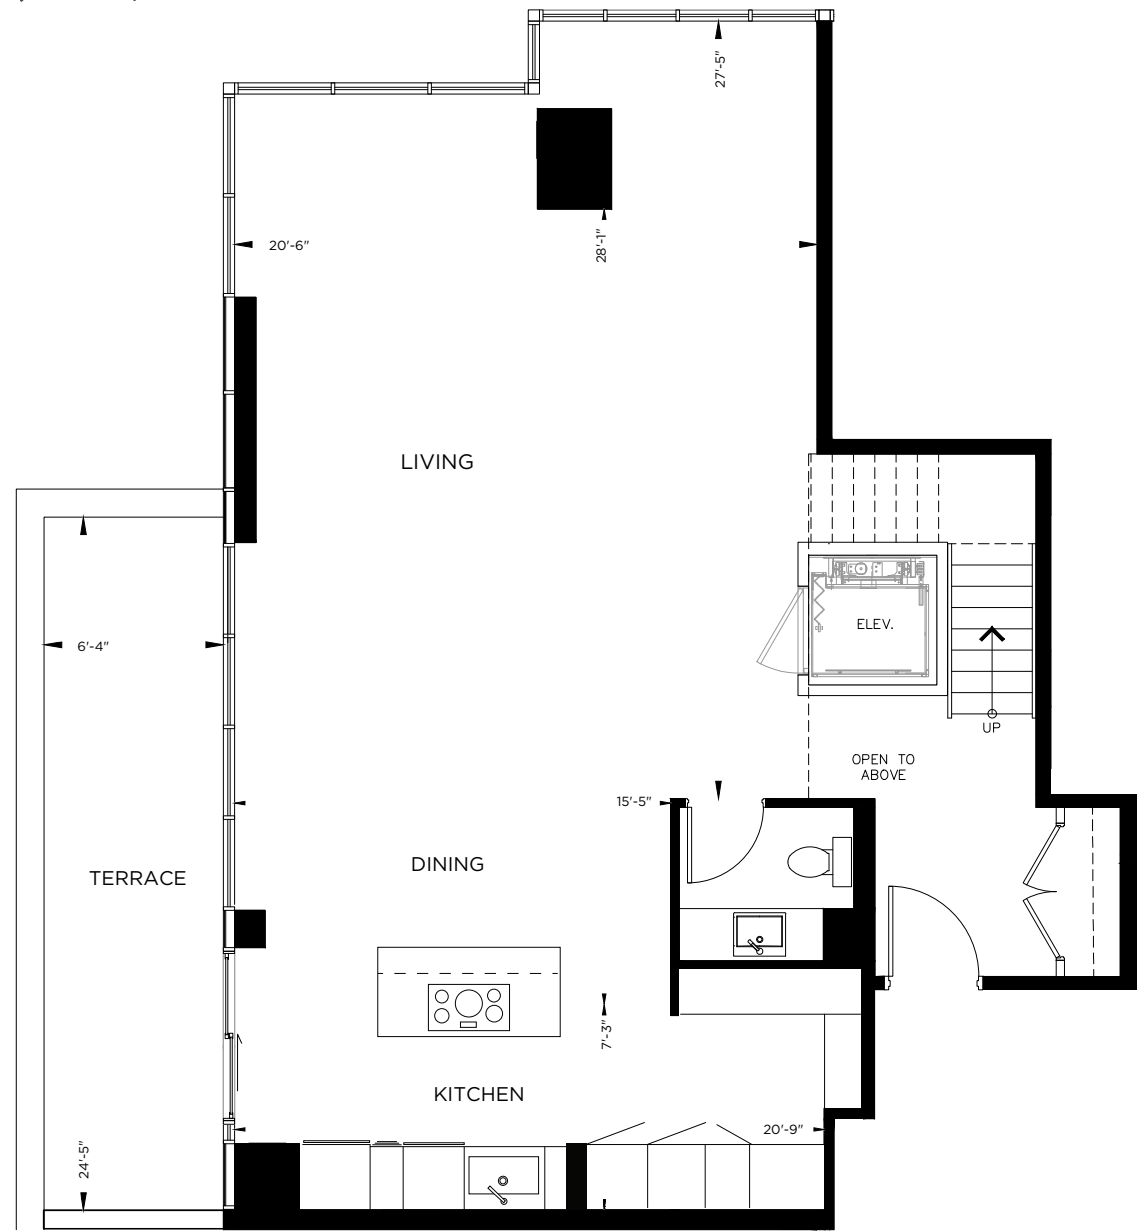 27'-5"
20'-6"
28'-1"
LIVING
ELEV.
6'-4"
UP
OPEN TO
ABOVE
15'-5"
DINING
TERRACE
7'-3"
KITCHEN
20'-9"
24'-5"